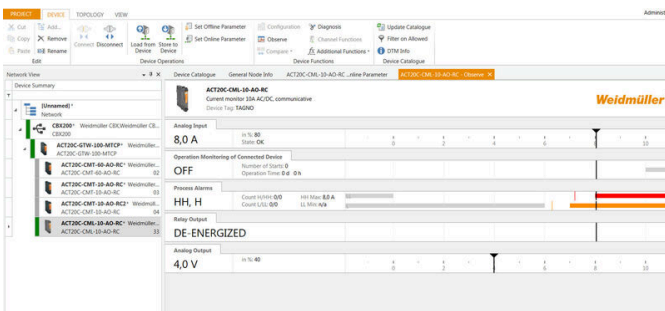 PROJECT DEVICE TOPOLOGY VIEW
Administ
Cut Add... Set Offline Parameter Configuration Diagnosis Update Catalogue
Copy Remove Set Online Parameter Observe Channel Functions Filter on Allowed
Paste Rename Connect Disconnect Load from Device Store to Device Compare Additional Functions DTM Info
Edit Device Operations Device Functions Device Catalogue
Network View
Device Catalogue General Node Info ACT20C-CML-10-AO-RC...nline Parameter ACT20C-CML-10-AO-RC - Observe
Device Summary
(Unnamed)*
Network
CBX200* Weidmüller CBX,Weidmüller CB...
CBX200
ACT20C-GTW-100-MTCP* Weidmüller...
ACT20C-GTW-100-MTCP
ACT20C-CMT-60-AO-RC* Weidmüller...
ACT20C-CMT-60-AO-RC 02
ACT20C-CMT-10-AO-RC* Weidmüller...
ACT20C-CMT-10-AO-RC 03
ACT20C-CMT-10-AO-RC2* Weidmüll...
ACT20C-CMT-10-AO-RC 04
ACT20C-CML-10-AO-RC* Weidmüller...
ACT20C-CML-10-AO-RC 33
ACT20C-CML-10-AO-RC
Current monitor 10A AC/DC, communicative
Device Tag: TAGNO
Weidmüller
Analog Input
8,0 A
in %: 80
State: OK
0 2 4 6 8 10
Operation Monitoring of Connected Device
OFF
Number of Starts: 0
Operation Time: 0 d 0 h
Process Alarms
HH, H
Count H/HH: 0/0 HH Max: 8,0 A
Count L/LL: 0/0 LL Min: n/a
Relay Output
DE-ENERGIZED
Analog Output
4,0 V
in %: 40
0 2 4 6 8 10